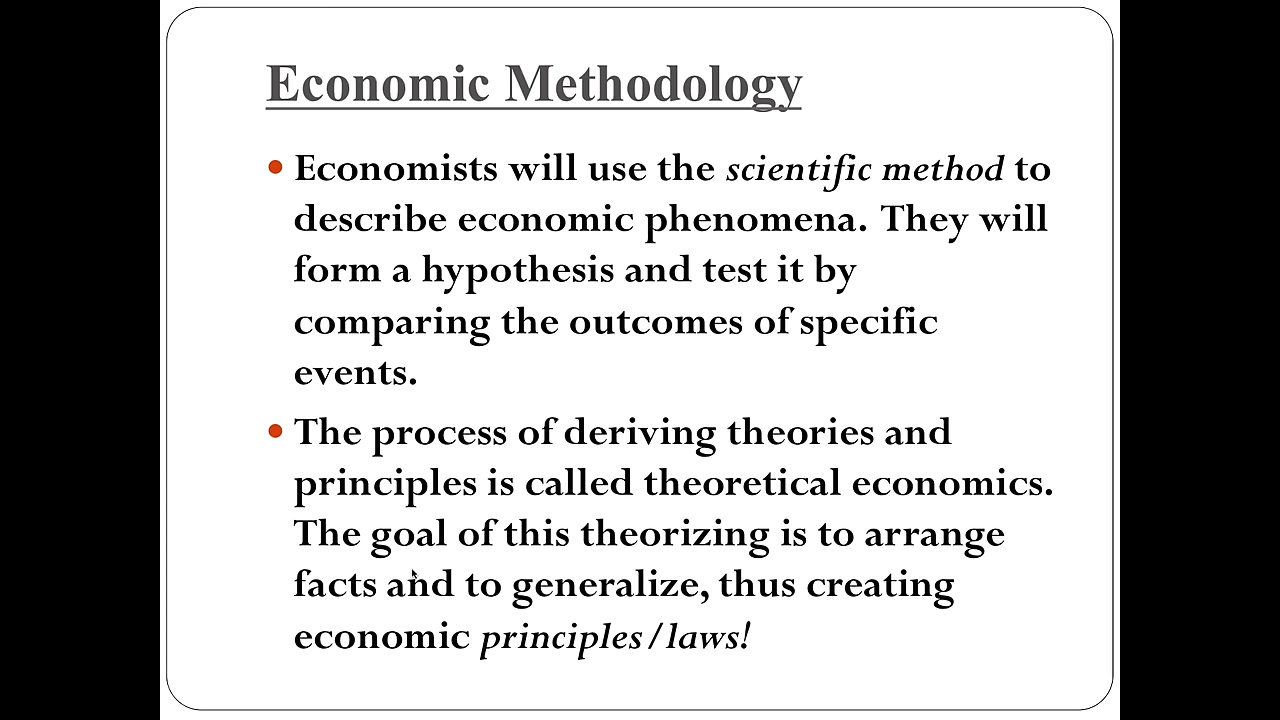 Economic Methodology
• Economists will use the scientific method to
describe economic phenomena. They will
form a hypothesis and test it by
comparing the outcomes of specific
events.
• The process of deriving theories and
principles is called theoretical economics.
The goal of this theorizing is to arrange
facts and to generalize, thus creating
economic principles/laws!